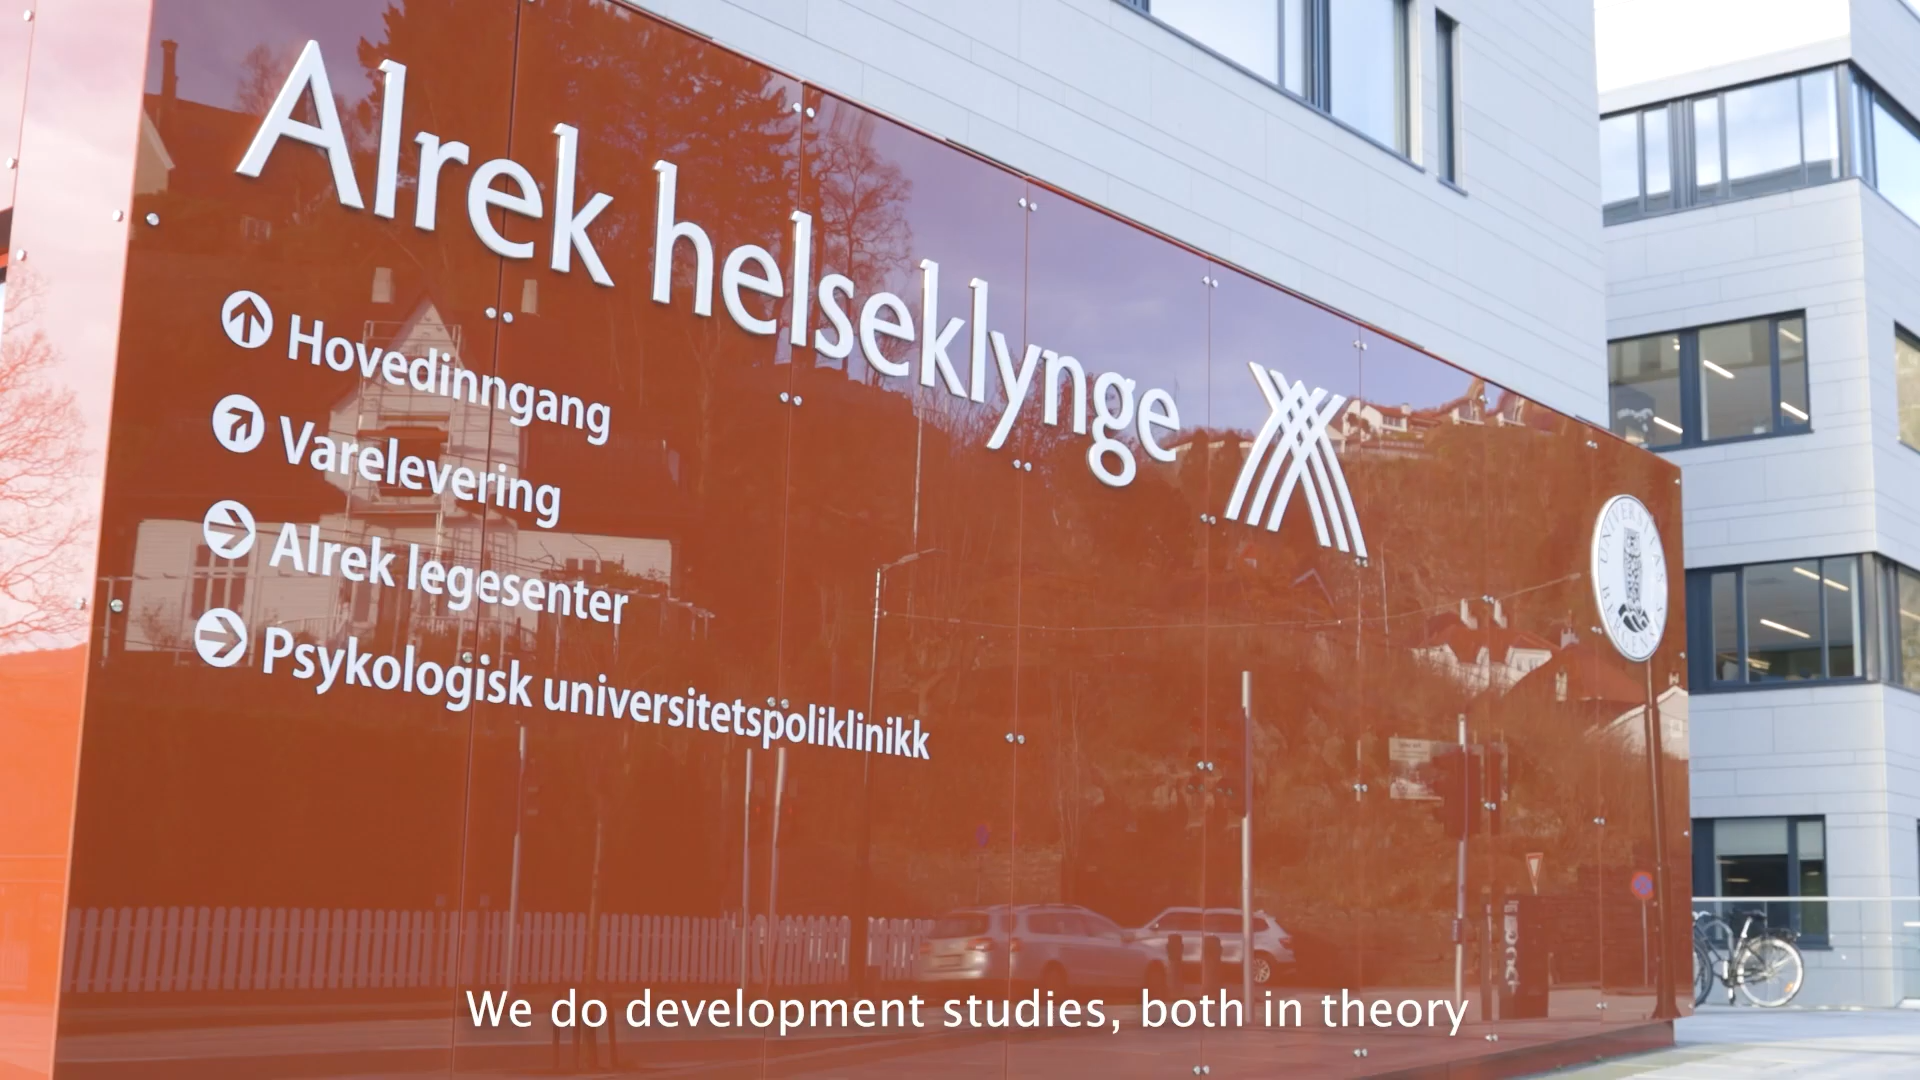 Alrek helseklynge
Hovedinngang
Varelevering
Alrek legesenter
Psykologisk universitetspoliklinikk
We do development studies, both in theory